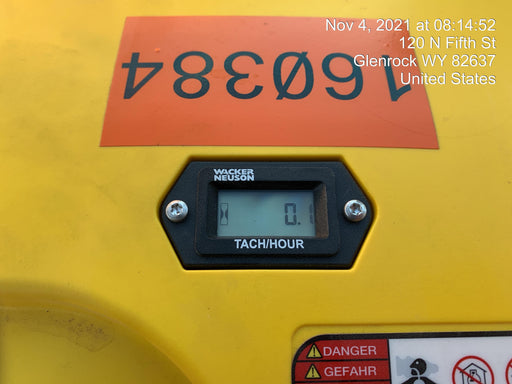 Nov 4, 2021 at 08:14:52
120 N Fifth St
Glenrock WY 82637
United States
160384
WACKER
NEUSON
0.1
TACH/HOUR
DANGER
GEFAHR